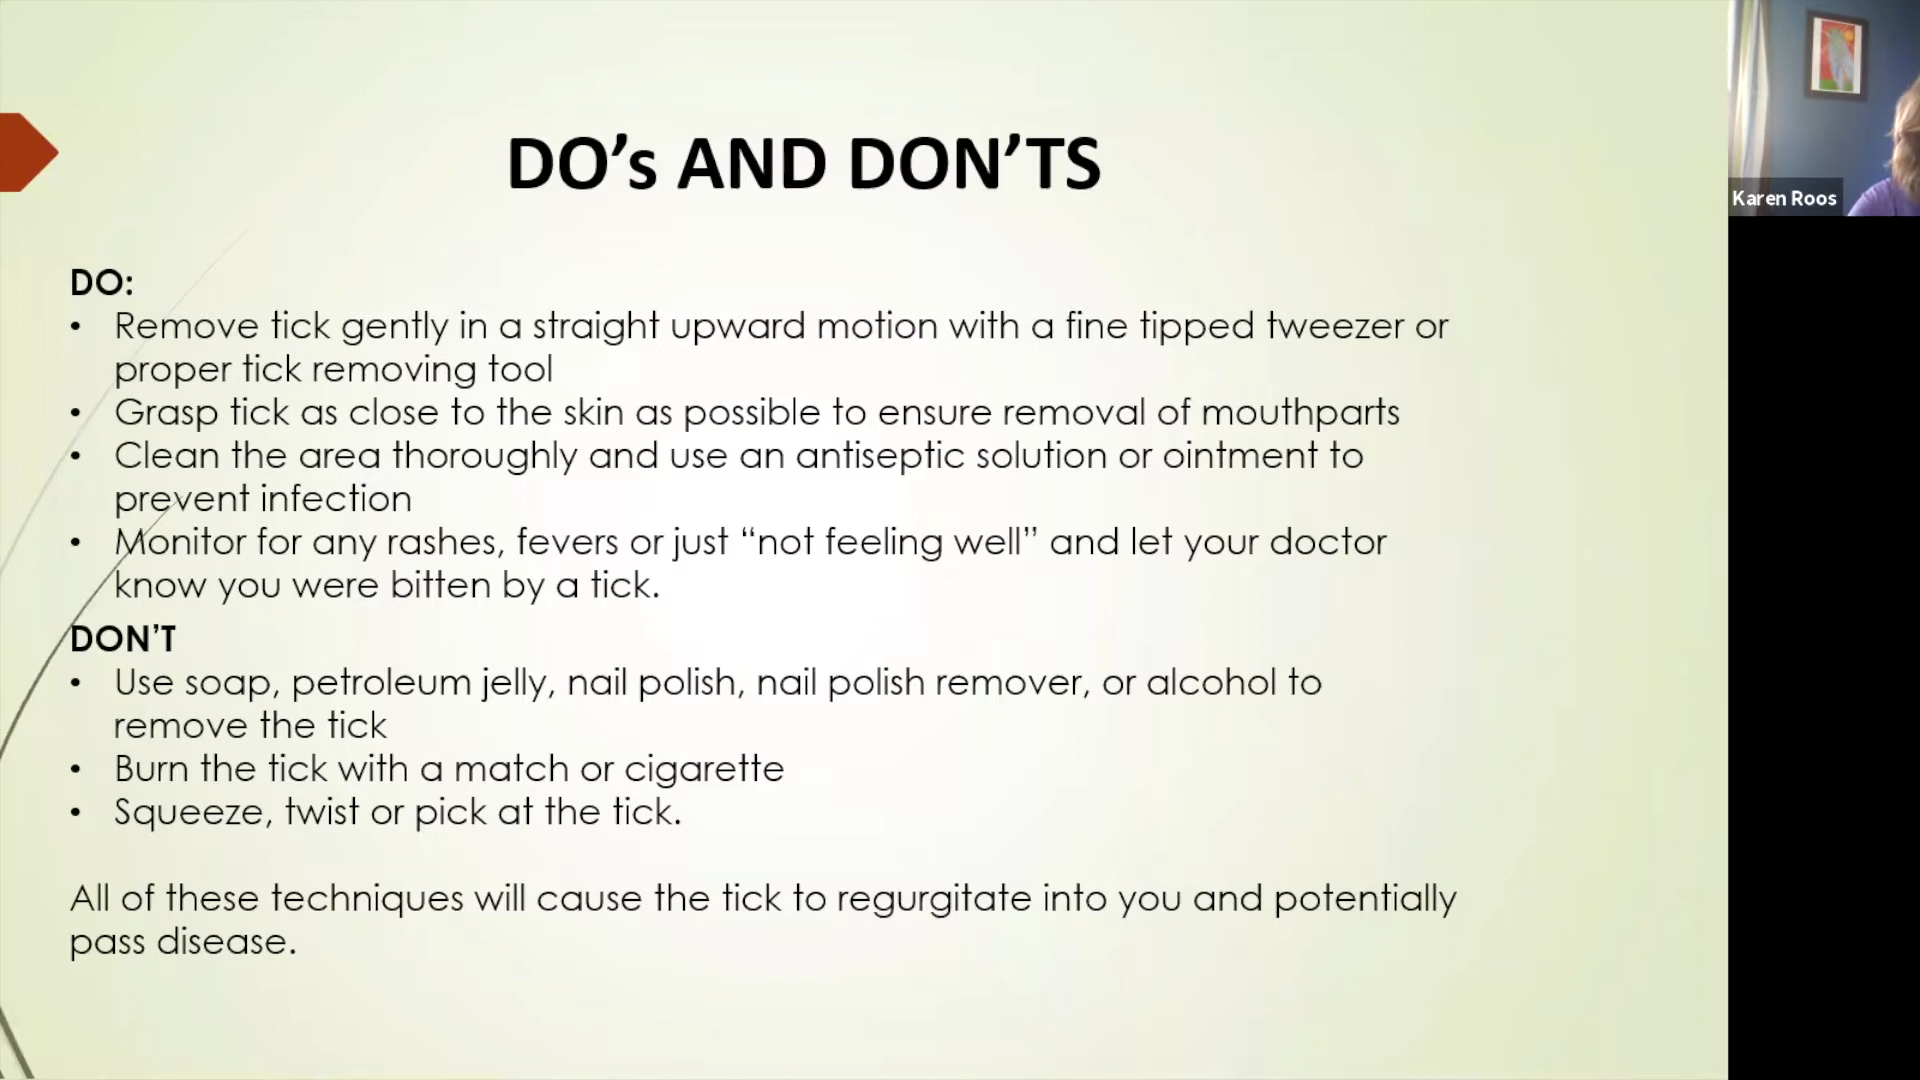 DO’s AND DON’TS
DO:
• Remove tick gently in a straight upward motion with a fine tipped tweezer or
proper tick removing tool
• Grasp tick as close to the skin as possible to ensure removal of mouthparts
• Clean the area thoroughly and use an antiseptic solution or ointment to
prevent infection
• Monitor for any rashes, fevers or just “not feeling well” and let your doctor
know you were bitten by a tick.
DON’T
• Use soap, petroleum jelly, nail polish, nail polish remover, or alcohol to
remove the tick
• Burn the tick with a match or cigarette
• Squeeze, twist or pick at the tick.
All of these techniques will cause the tick to regurgitate into you and potentially
pass disease.
Karen Roos